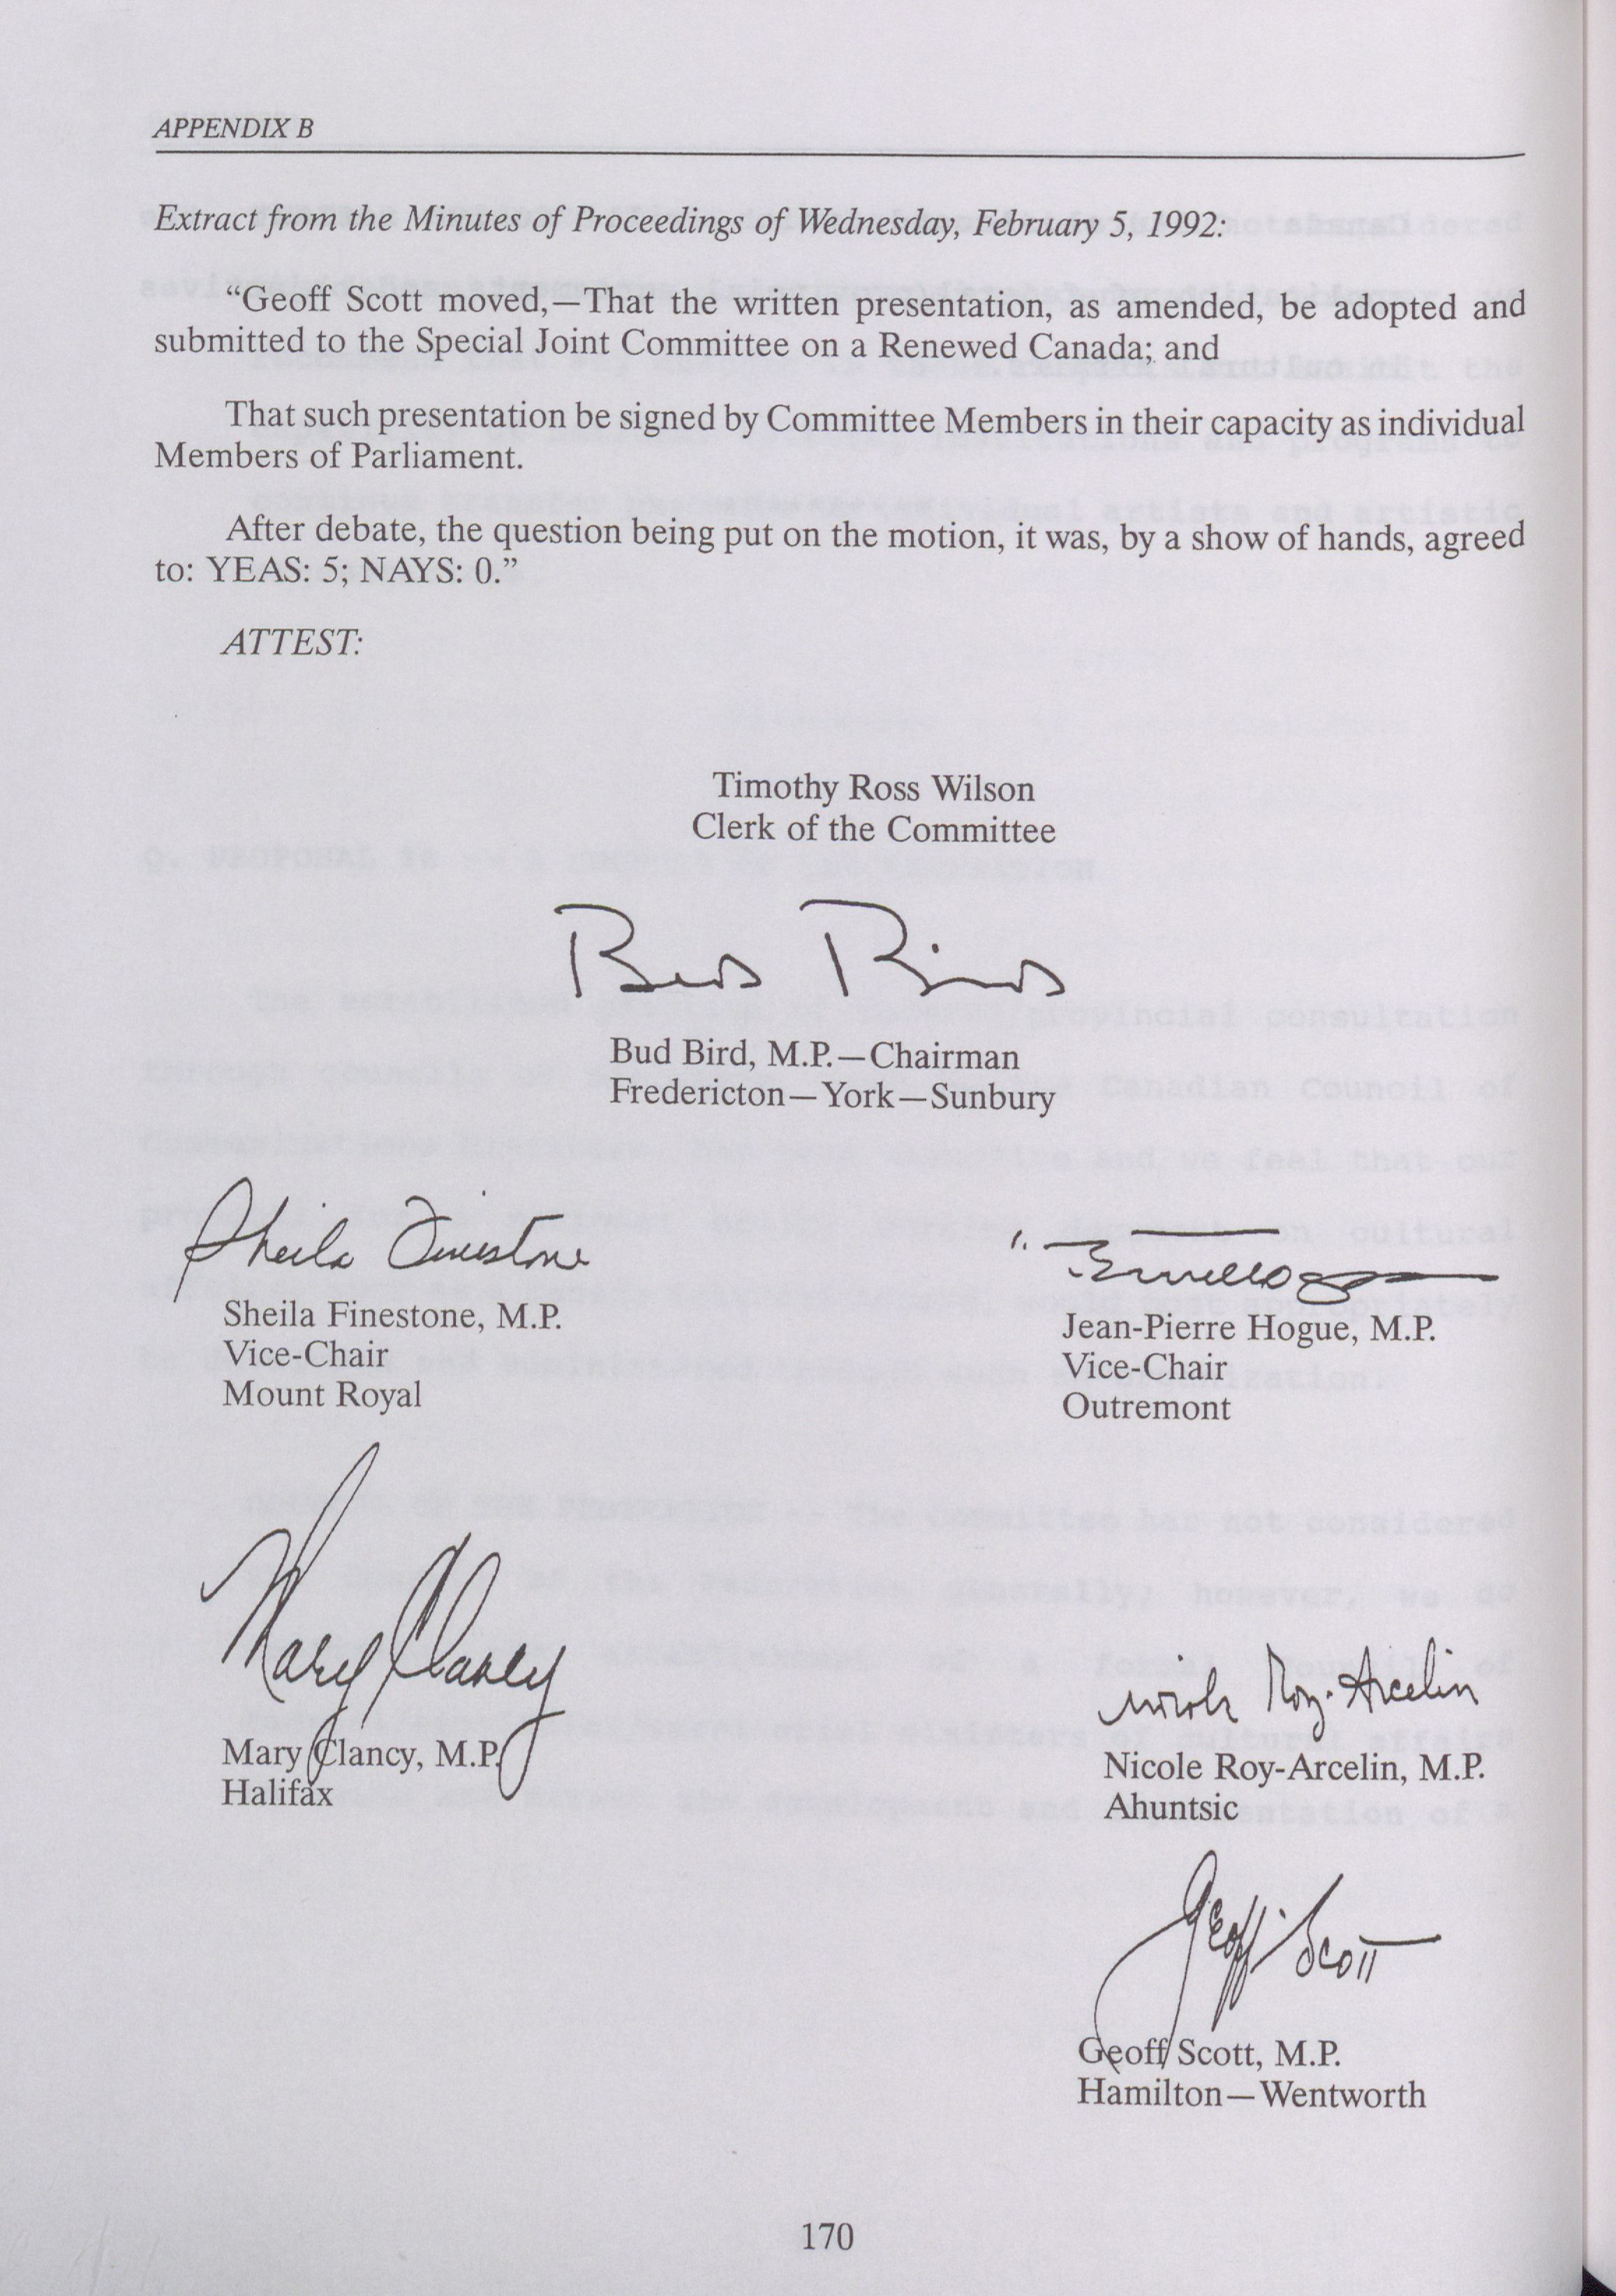 APPENDIX B
Extract from the Minutes of Proceedings of Wednesday, February 5, 1992:
“Geoff Scott moved,—That the written presentation, as amended, be adopted and
submitted to the Special Joint Committee on a Renewed Canada; and
That such presentation be signed by Committee Members in their capacity as individual
Members of Parliament.
After debate, the question being put on the motion, it was, by a show of hands, agreed
to: YEAS: 5; NAYS: 0.”
ATTEST:
Timothy Ross Wilson
Clerk of the Committee
Bud Bird
Bud Bird, M.P.—Chairman
Fredericton—York—Sunbury
Sheila Finestone
Sheila Finestone, M.P.
Vice-Chair
Mount Royal
Jean-Pierre Hogue, M.P.
Vice-Chair
Outremont
Mary Clancy
Mary Clancy, M.P.
Halifax
Nicole Roy-Arcelin
Nicole Roy-Arcelin, M.P.
Ahuntsic
Geoff Scott
Geoff Scott, M.P.
Hamilton—Wentworth
170